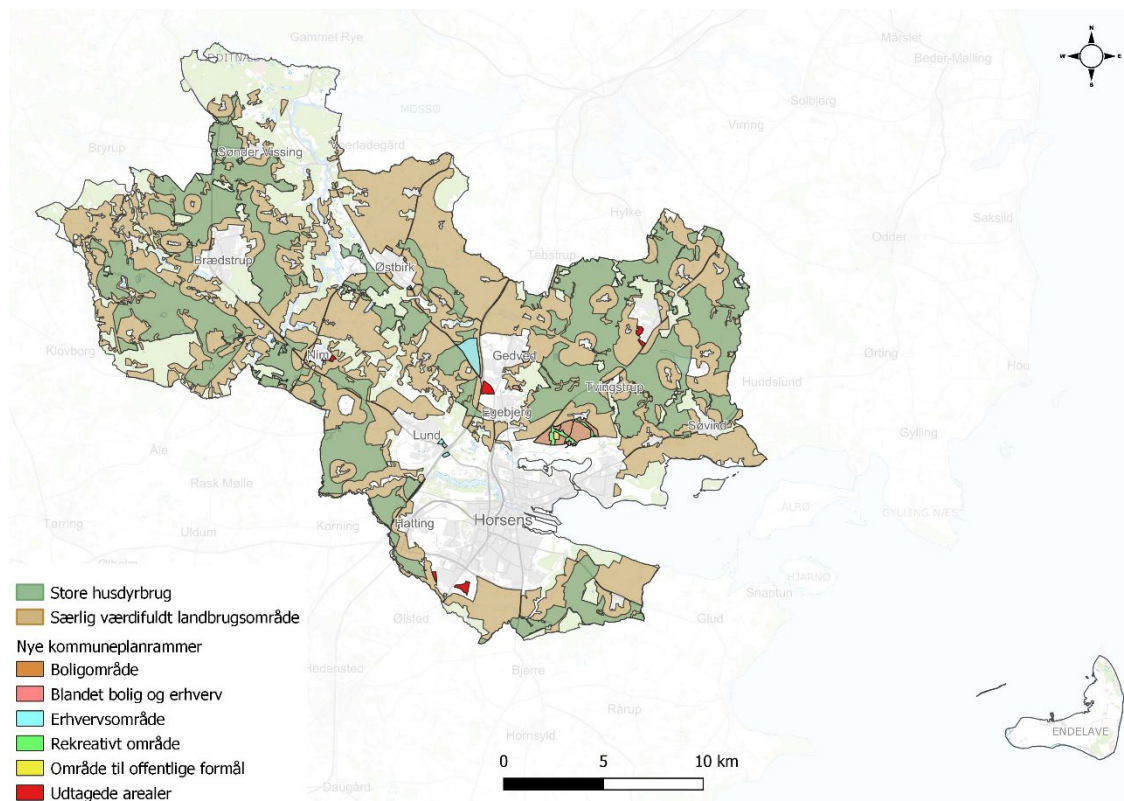 Gammel Rye
Mårslet
Beder-Malling
N
W
E
S
Solbjerg
MOSSØ
Virring
Bryrup
Sønder Vissing
Hylke
Saksild
Odder
Brædstrup
Østbirk
Tebstrup
Klovborg
Nim
Gedved
Ørting
Hou
Tvingstrup
Hundslund
Egebjerg
Lund
Søvind
Gylling
Åle
Rask Mølle
ALRØ
GYLLING NÆS
Tørring
Uldum
Korning
Hatting
Horsens
HJARNØ
Snaptun
Ølsted
Glud
Hedensted
Bjerre
Rårup
Hornsyld
Daugård
ENDELAVE
Store husdyrbrug
Særlig værdifuldt landbrugsområde
Nye kommuneplanrammer
Boligområde
Blandet bolig og erhverv
Erhvervsområde
Rekreativt område
Område til offentlige formål
Udtagede arealer
0 5 10 km